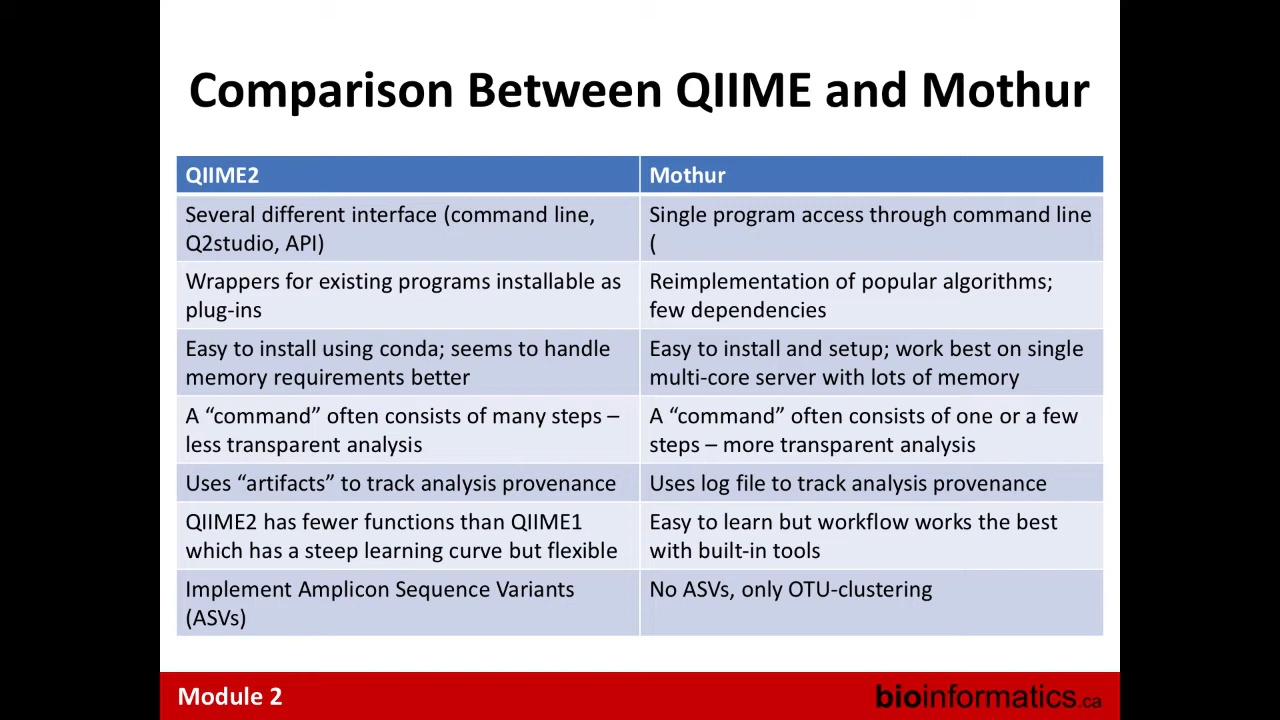 Comparison Between QIIME and Mothur
QIIME2
Mothur
Several different interface (command line,
Q2studio, API)
Single program access through command line
(
Wrappers for existing programs installable as
plug-ins
Reimplementation of popular algorithms;
few dependencies
Easy to install using conda; seems to handle
memory requirements better
Easy to install and setup; work best on single
multi-core server with lots of memory
A “command” often consists of many steps –
less transparent analysis
A “command” often consists of one or a few
steps – more transparent analysis
Uses “artifacts” to track analysis provenance
Uses log file to track analysis provenance
QIIME2 has fewer functions than QIIME1
which has a steep learning curve but flexible
Easy to learn but workflow works the best
with built-in tools
Implement Amplicon Sequence Variants
(ASVs)
No ASVs, only OTU-clustering
Module 2
bioinformatics.ca